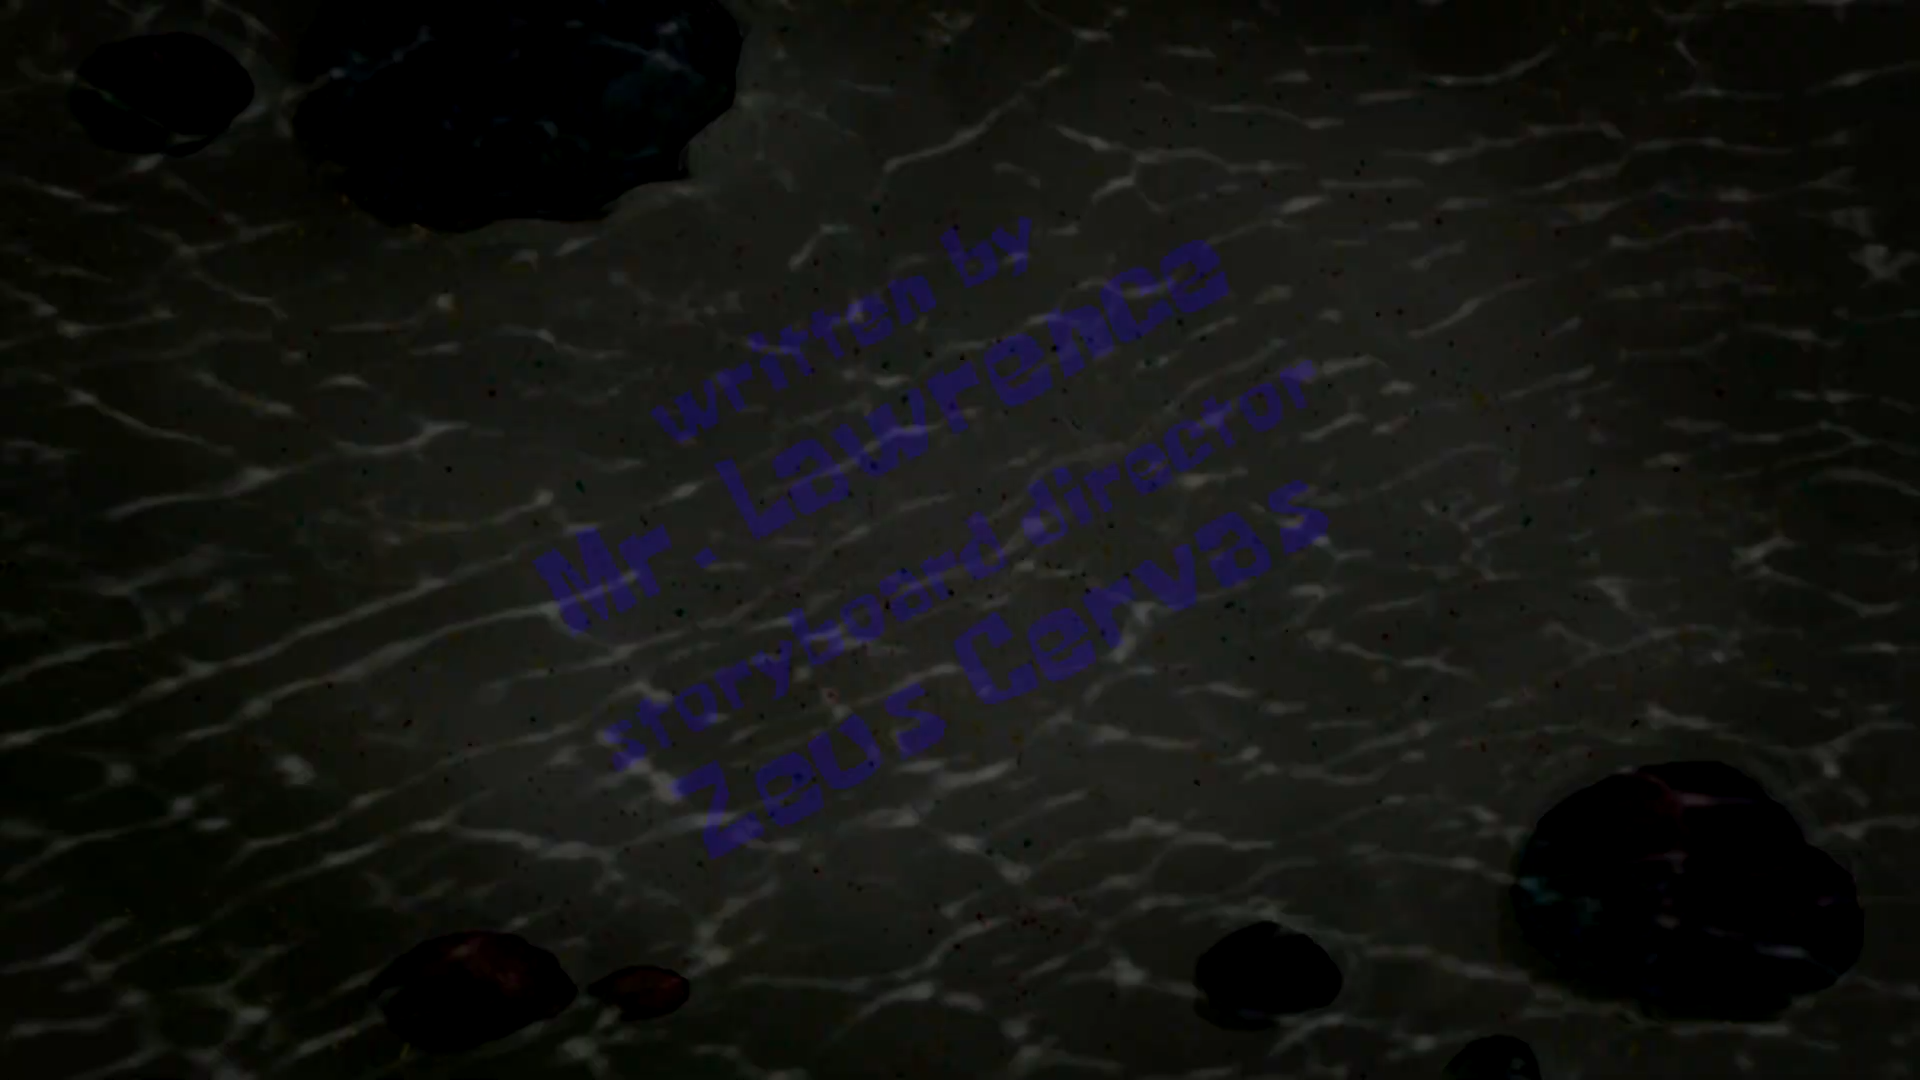 written by
Mr. Lawrence
storyboard director
Zeus Cervas